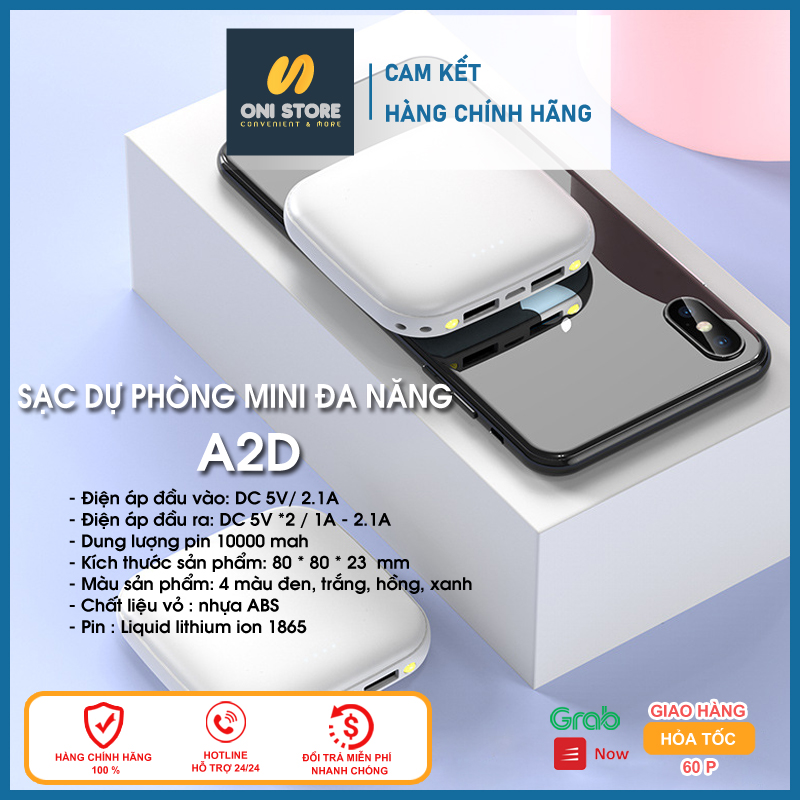 ONI STORE
CONVENIENT & MORE
CAM KẾT
HÀNG CHÍNH HÃNG
SẠC DỰ PHÒNG MINI ĐA NĂNG
A2D
- Điện áp đầu vào: DC 5V/ 2.1A
- Điện áp đầu ra: DC 5V *2 / 1A - 2.1A
- Dung lượng pin 10000 mah
- Kích thước sản phẩm: 80 * 80 * 23 mm
- Màu sản phẩm: 4 màu đen, trắng, hồng, xanh
- Chất liệu vỏ : nhựa ABS
- Pin : Liquid lithium ion 1865
HÀNG CHÍNH HÃNG
100 %
HOTLINE
HỖ TRỢ 24/24
ĐỔI TRẢ MIỄN PHÍ
NHANH CHÓNG
Grab
Now
GIAO HÀNG
HỎA TỐC
60 P